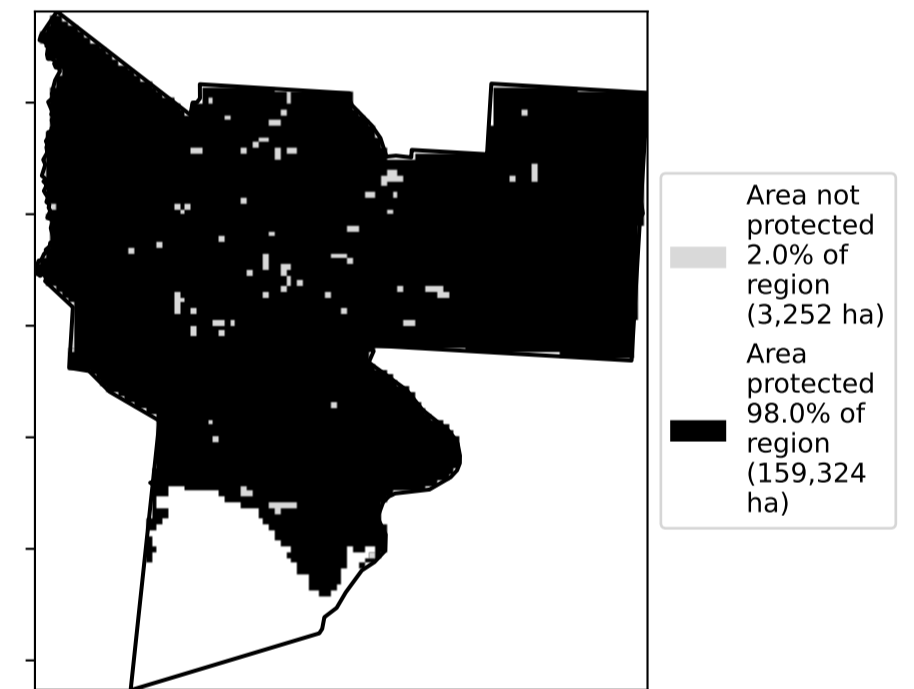 Area not
protected
2.0% of
region
(3,252 ha)
Area
protected
98.0% of
region
(159,324
ha)